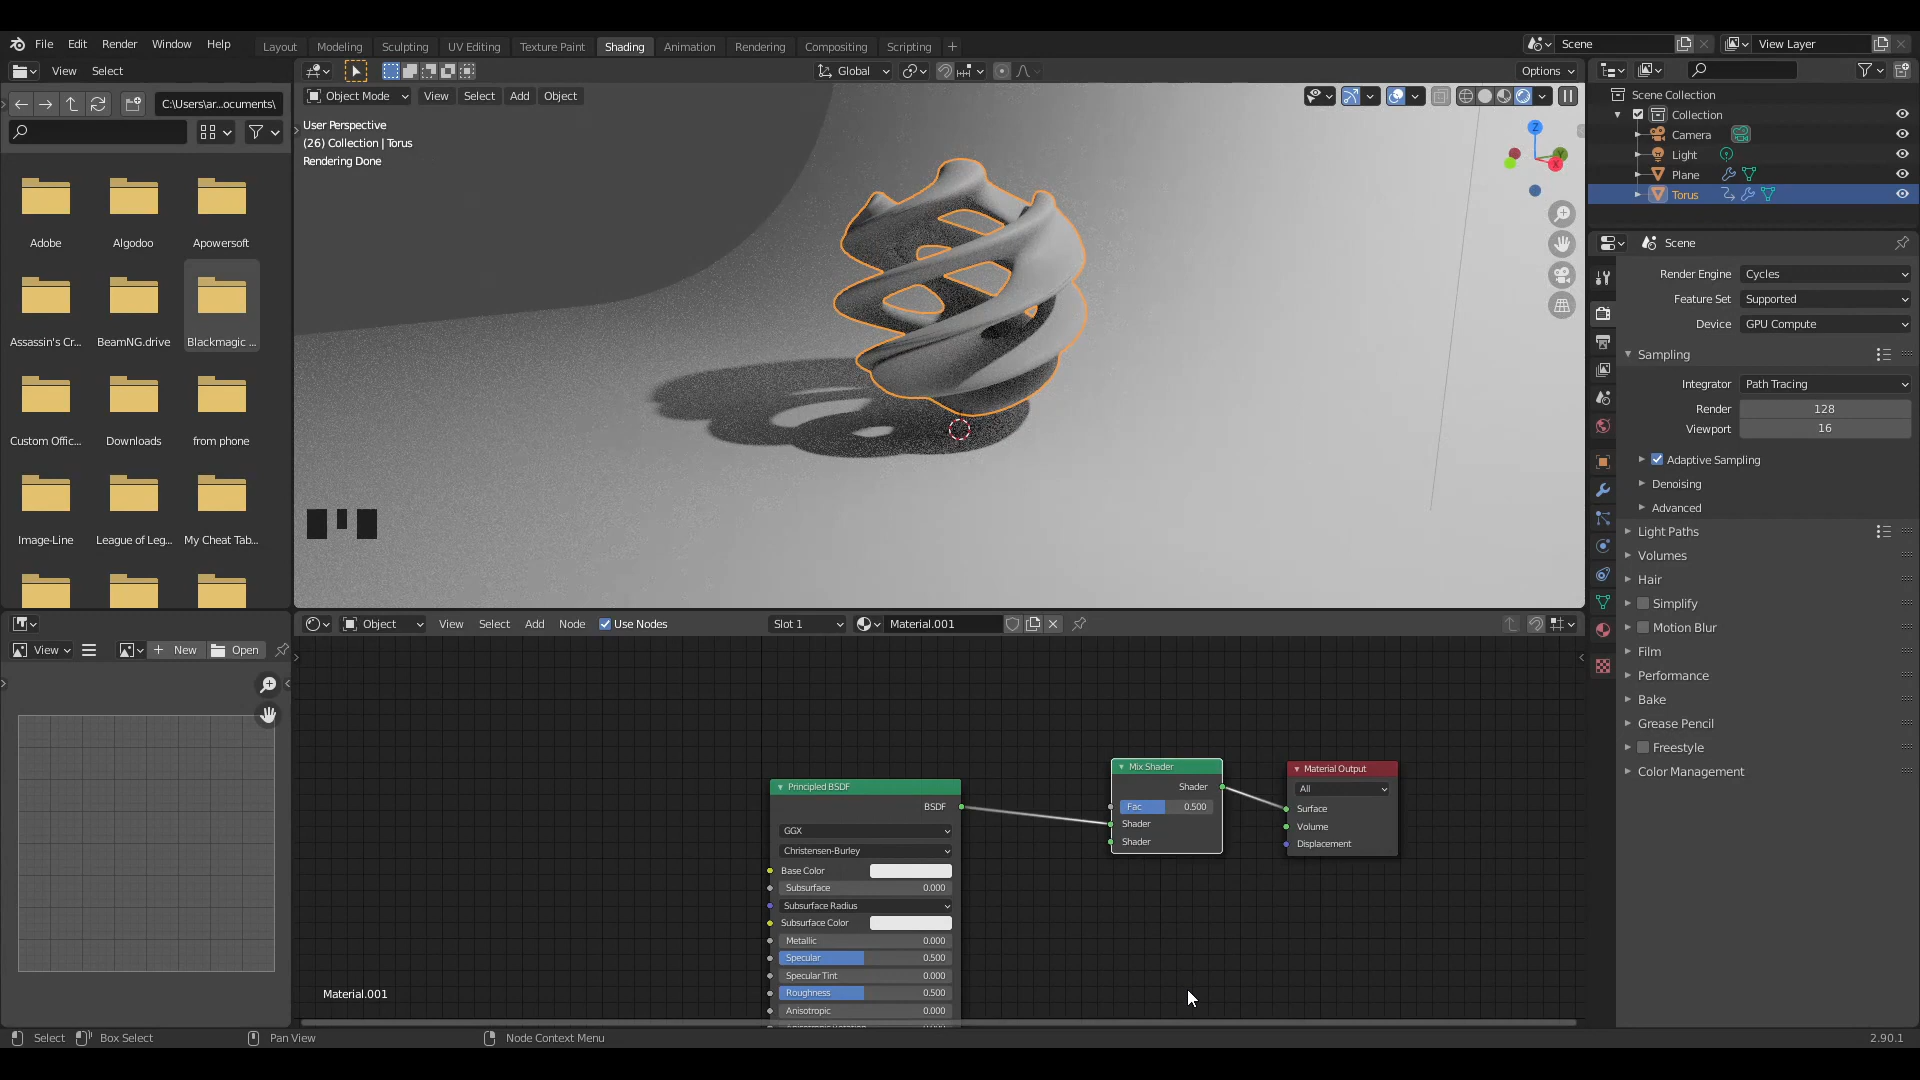 File Edit Render Window Help
Layout Modeling Sculpting UV Editing Texture Paint Shading Animation Rendering Compositing Scripting +
Scene
View Layer
View Select
Global
Options
C:\Users\ar...ocuments\
Object Mode View Select Add Object
User Perspective
(26) Collection | Torus
Rendering Done
Z
Y
X
Scene Collection
Collection
Camera
Light
Plane
Torus
Adobe
Algodoo
Apowersoft
Assassin's Cr...
BeamNG.drive
Blackmagic ...
Custom Offic...
Downloads
from phone
Image-Line
League of Leg...
My Cheat Tab...
Scene
Render Engine Cycles
Feature Set Supported
Device GPU Compute
Sampling
Integrator Path Tracing
Render 128
Viewport 16
Adaptive Sampling
Denoising
Advanced
Light Paths
Volumes
Hair
Simplify
Motion Blur
Film
Performance
Bake
Grease Pencil
Freestyle
Color Management
Object View Select Add Node Use Nodes
Slot 1
Material.001
View
+ New
Open
Principled BSDF
BSDF
GGX
Christensen-Burley
Base Color
Subsurface 0.000
Subsurface Radius
Subsurface Color
Metallic 0.000
Specular 0.500
Specular Tint 0.000
Roughness 0.500
Anisotropic 0.000
Mix Shader
Shader
Fac 0.500
Shader
Shader
Material Output
All
Surface
Volume
Displacement
Material.001
Select
Box Select
Pan View
Node Context Menu
2.90.1